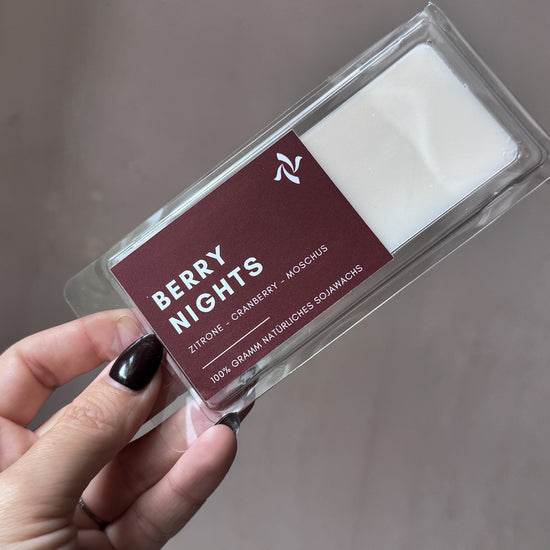 BERRY
NIGHTS
ZITRONE - CRANBERRY - MOSCHUS
100% GRAMM NATÜRLICHES SOJAWACHS